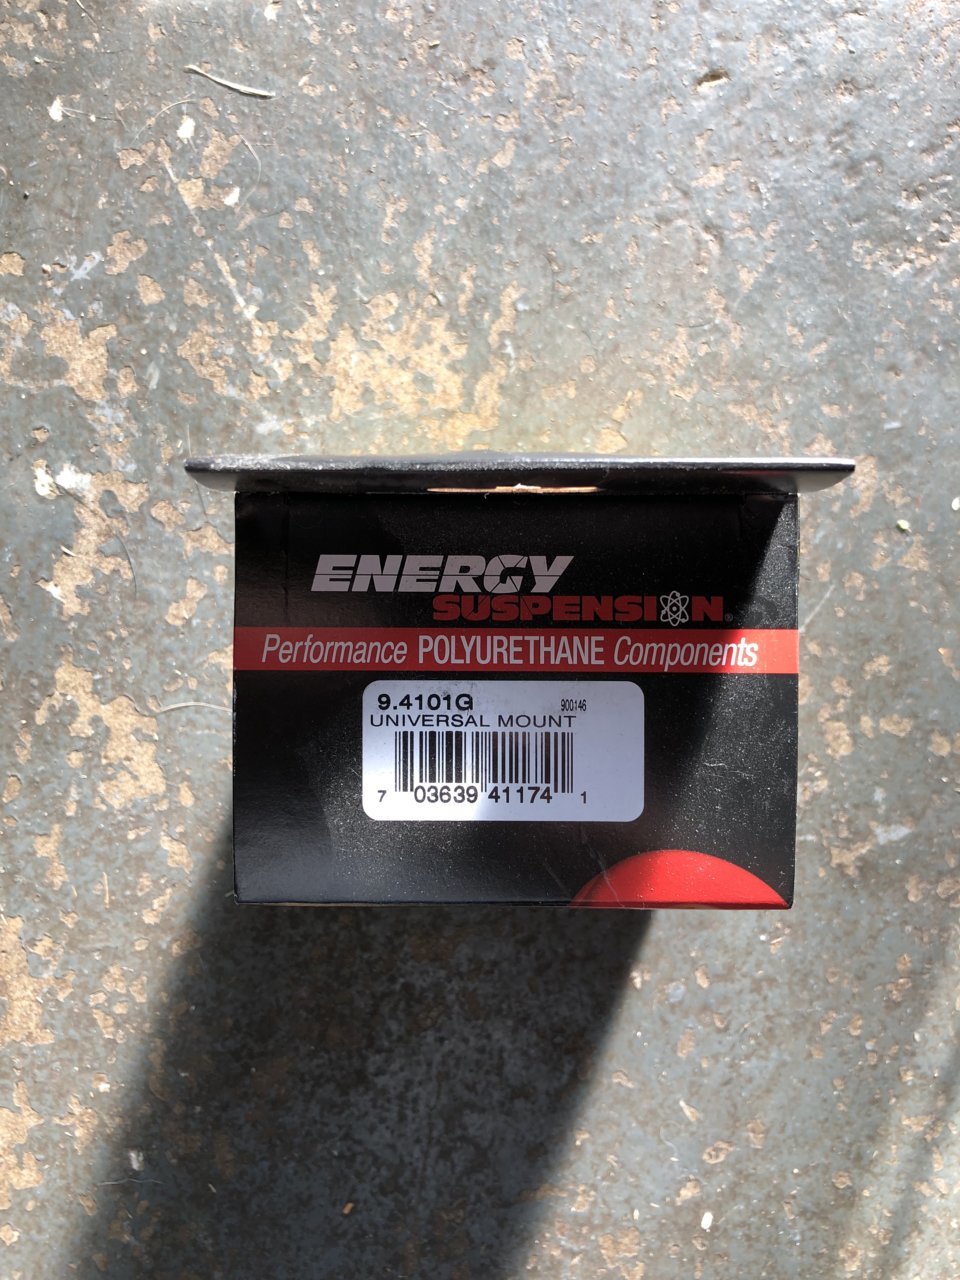 ENERGY
SUSPENSION®
Performance POLYURETHANE Components
9.4101G 900146
UNIVERSAL MOUNT
7 03639 41174 1